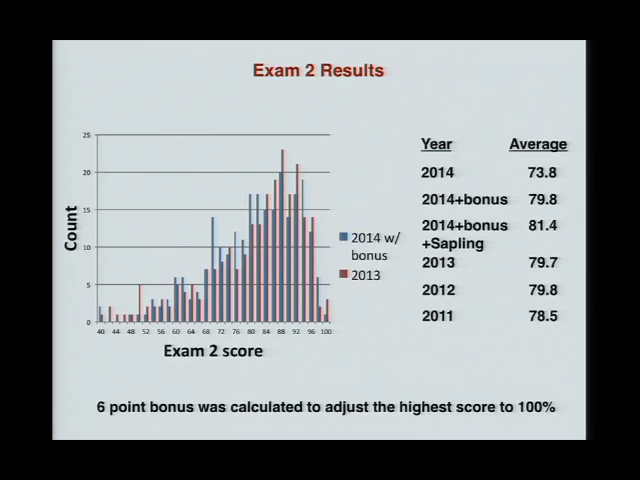 Exam 2 Results
25
20
15
10
5
0
Count
40 44 48 52 56 60 64 68 72 76 80 84 88 92 96 100
Exam 2 score
2014 w/
bonus
2013
Year Average
2014 73.8
2014+bonus 79.8
2014+bonus 81.4
+Sapling
2013 79.7
2012 79.8
2011 78.5
6 point bonus was calculated to adjust the highest score to 100%